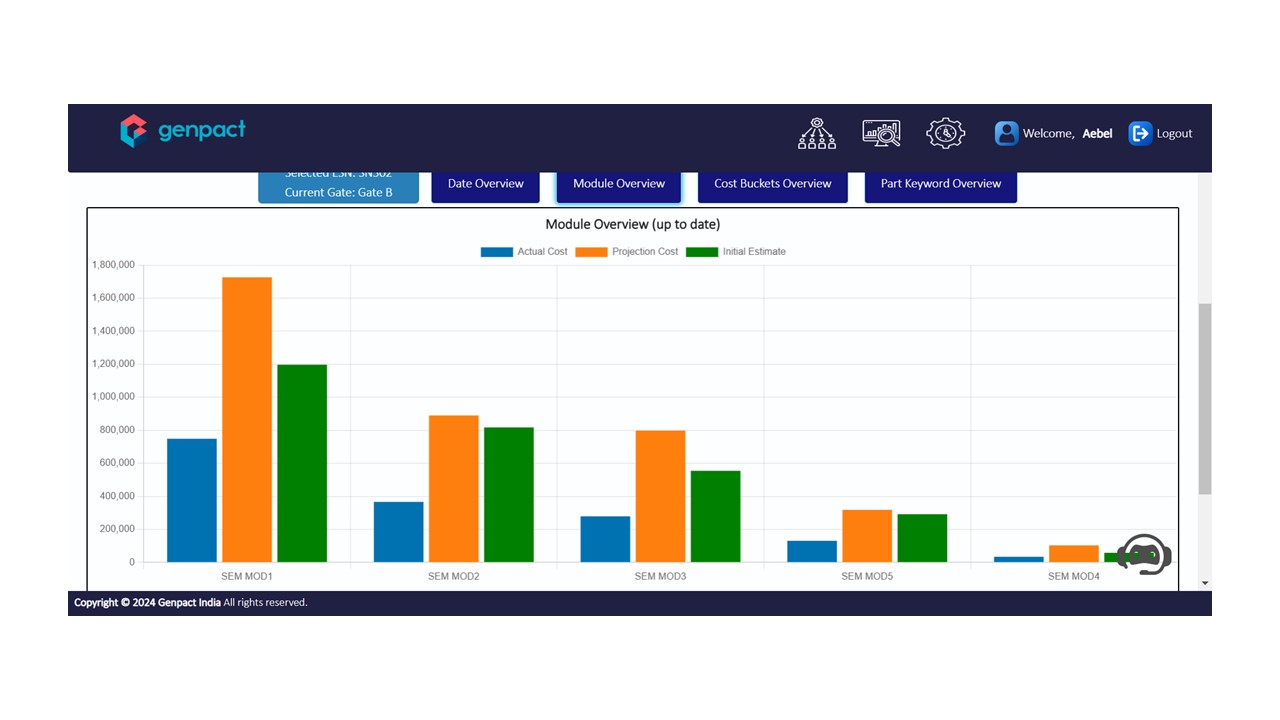 genpact
Welcome, Aebel
Logout
Selected ESN: SN502
Current Gate: Gate B
Date Overview
Module Overview
Cost Buckets Overview
Part Keyword Overview
Module Overview (up to date)
Actual Cost
Projection Cost
Initial Estimate
1,800,000
1,600,000
1,400,000
1,200,000
1,000,000
800,000
600,000
400,000
200,000
0
SEM MOD1
SEM MOD2
SEM MOD3
SEM MOD5
SEM MOD4
Copyright © 2024 Genpact India All rights reserved.